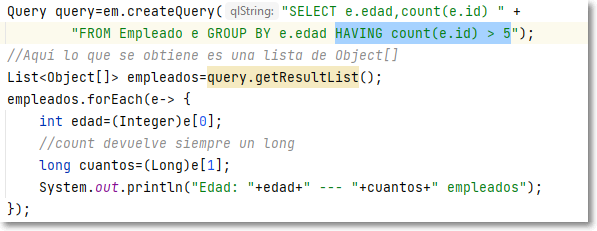 Query query=em.createQuery( qlString: "SELECT e.edad,count(e.id) " +
"FROM Empleado e GROUP BY e.edad HAVING count(e.id) > 5");
//Aquí lo que se obtiene es una lista de Object[]
List<Object[]> empleados=query.getResultList();
empleados.forEach(e-> {
int edad=(Integer)e[0];
//count devuelve siempre un long
long cuantos=(Long)e[1];
System.out.println("Edad: "+edad+" --- "+cuantos+" empleados");
});